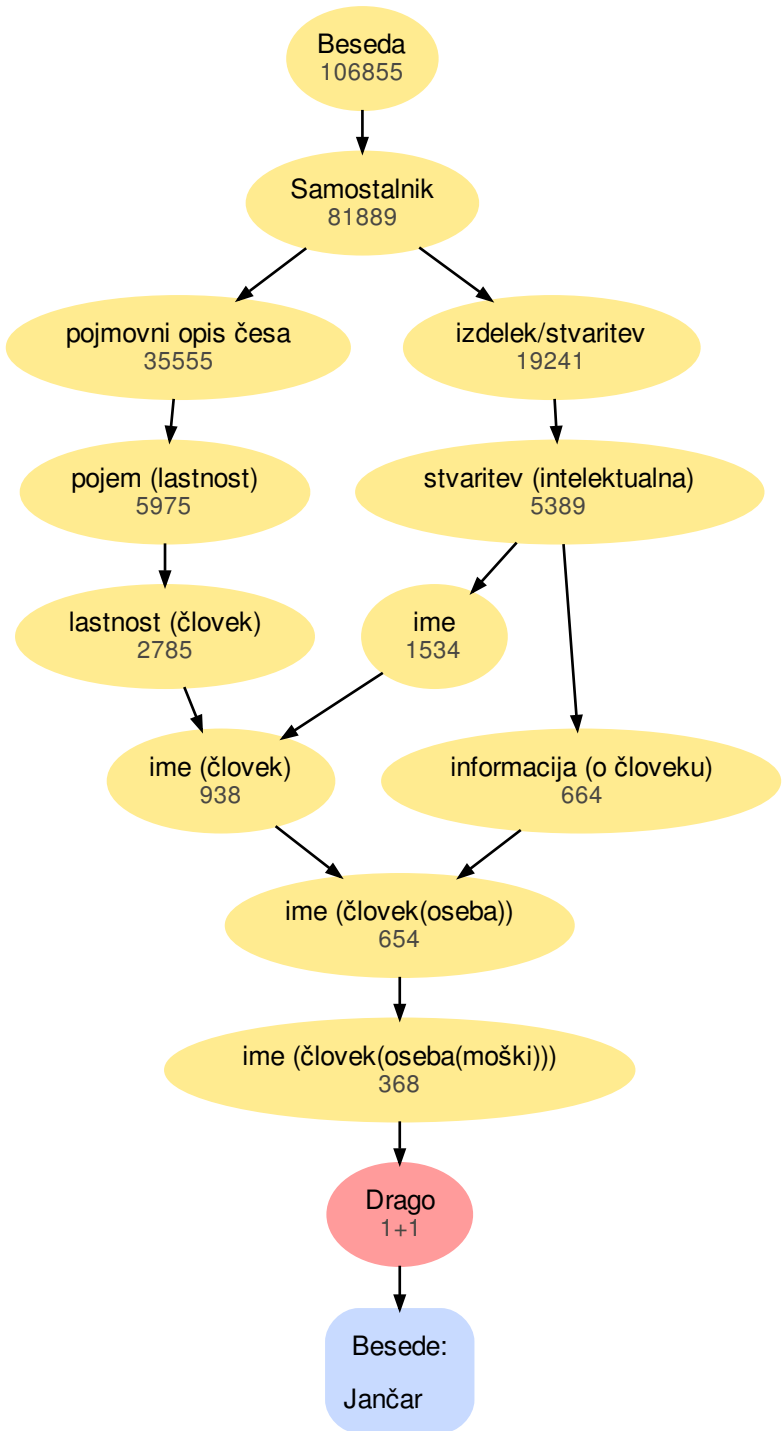 Beseda
106855
Samostalnik
81889
pojmovni opis česa
35555
izdelek/stvaritev
19241
pojem (lastnost)
5975
stvaritev (intelektualna)
5389
lastnost (človek)
2785
ime
1534
ime (človek)
938
informacija (o človeku)
664
ime (človek(oseba))
654
ime (človek(oseba(moški)))
368
Drago
1+1
Besede:
Jančar